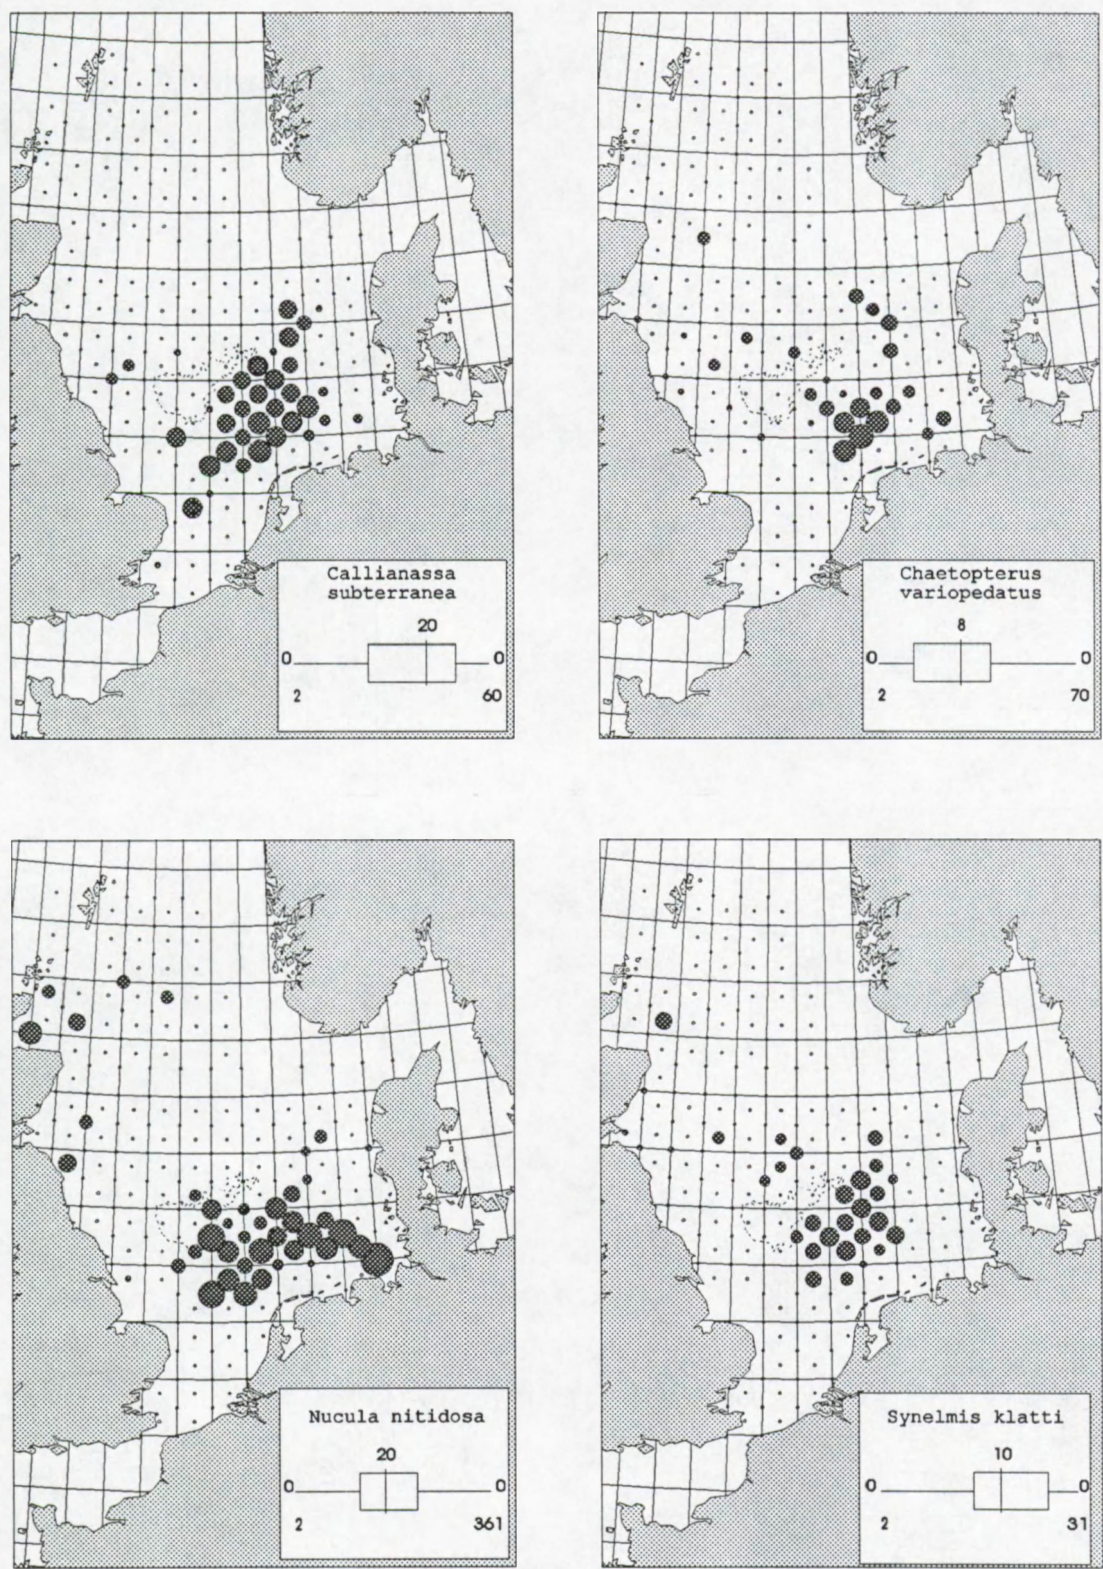 Callianassa
subterranea
20
0 0
2 60
Chaetopterus
variopedatus
8
0 0
2 70
Nucula nitidosa
20
0 0
2 361
Synelmis klatti
10
0 0
2 31